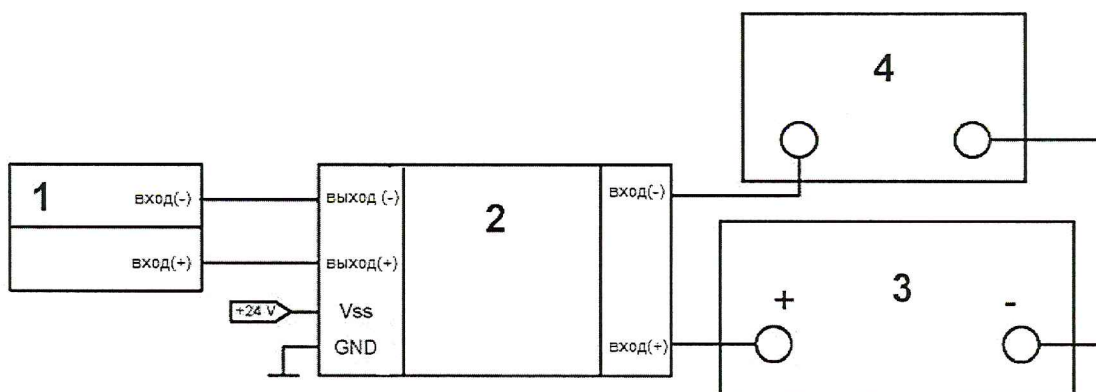 4
1
вход(-)
выход (-)
2
вход(-)
вход(+)
выход(+)
3
+
-
+24 V
Vss
GND
вход(+)